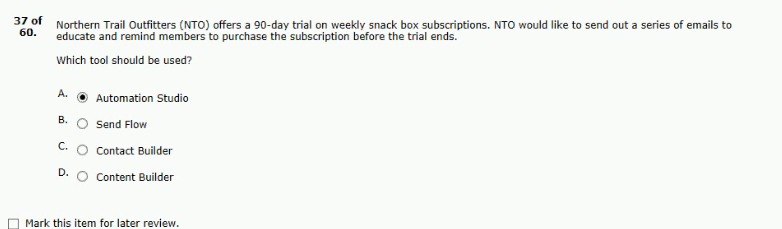 37 of
60.
Northern Trail Outfitters (NTO) offers a 90-day trial on weekly snack box subscriptions. NTO would like to send out a series of emails to
educate and remind members to purchase the subscription before the trial ends.
Which tool should be used?
A. Automation Studio
B. Send Flow
C. Contact Builder
D. Content Builder
Mark this item for later review.